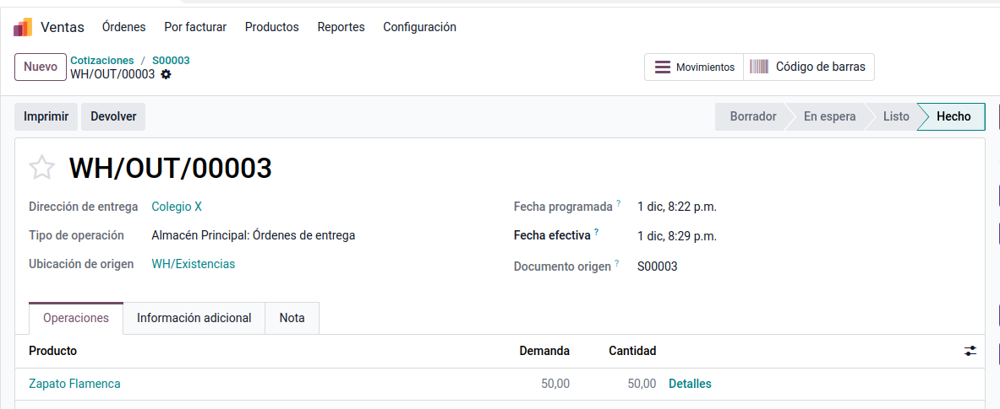 Ventas Órdenes Por facturar Productos Reportes Configuración
Nuevo Cotizaciones / S00003
WH/OUT/00003
Movimientos Código de barras
Imprimir Devolver Borrador En espera Listo Hecho
WH/OUT/00003
Dirección de entrega Colegio X Fecha programada ? 1 dic, 8:22 p.m.
Tipo de operación Almacén Principal: Órdenes de entrega Fecha efectiva ? 1 dic, 8:29 p.m.
Ubicación de origen WH/Existencias Documento origen ? S00003
Operaciones Información adicional Nota
Producto Demanda Cantidad
Zapato Flamenca 50,00 50,00 Detalles